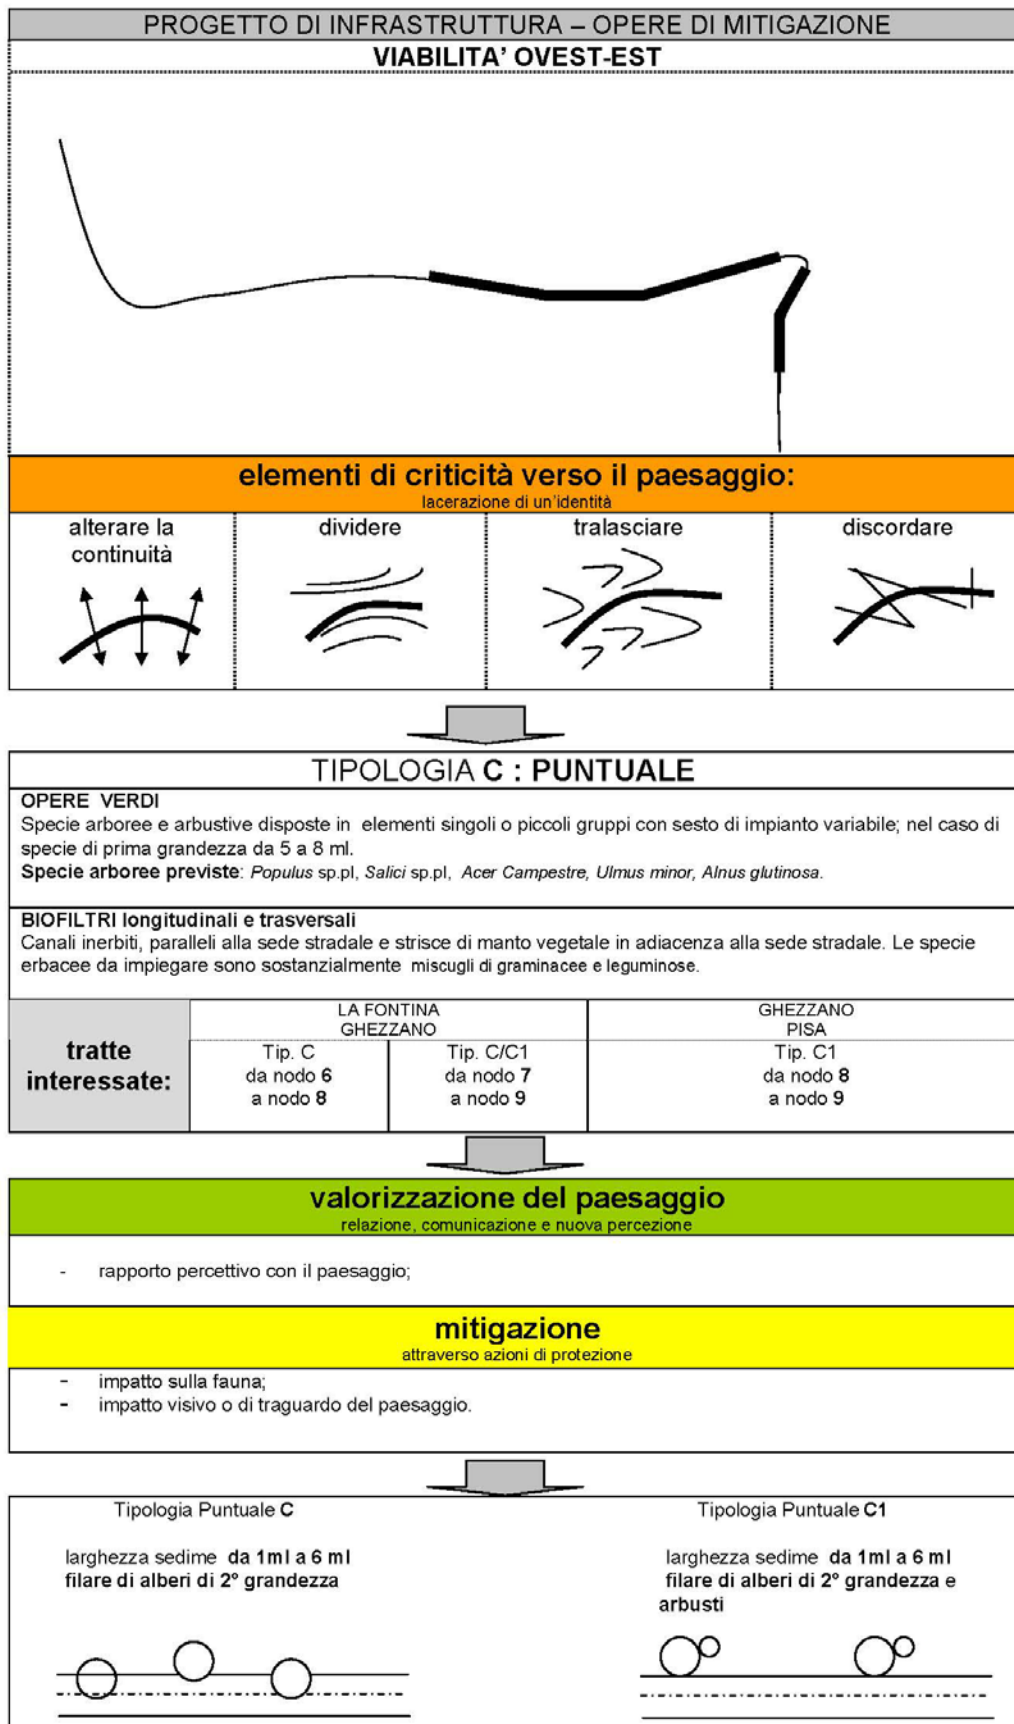 PROGETTO DI INFRASTRUTTURA – OPERE DI MITIGAZIONE
VIABILITA' OVEST-EST
elementi di criticità verso il paesaggio:
lacerazione di un'identità
alterare la
continuità
dividere
tralasciare
discordare
TIPOLOGIA C : PUNTUALE
OPERE VERDI
Specie arboree e arbustive disposte in elementi singoli o piccoli gruppi con sesto di impianto variabile; nel caso di
specie di prima grandezza da 5 a 8 ml.
Specie arboree previste: Populus sp.pl, Salici sp.pl, Acer Campestre, Ulmus minor, Alnus glutinosa.
BIOFILTRI longitudinali e trasversali
Canali inerbiti, paralleli alla sede stradale e strisce di manto vegetale in adiacenza alla sede stradale. Le specie
erbacee da impiegare sono sostanzialmente miscugli di graminacee e leguminose.
tratte
interessate:
LA FONTINA
GHEZZANO
GHEZZANO
PISA
Tip. C
da nodo 6
a nodo 8
Tip. C/C1
da nodo 7
a nodo 9
Tip. C1
da nodo 8
a nodo 9
valorizzazione del paesaggio
relazione, comunicazione e nuova percezione
- rapporto percettivo con il paesaggio;
mitigazione
attraverso azioni di protezione
- impatto sulla fauna;
- impatto visivo o di traguardo del paesaggio.
Tipologia Puntuale C
larghezza sedime da 1ml a 6 ml
filare di alberi di 2° grandezza
Tipologia Puntuale C1
larghezza sedime da 1ml a 6 ml
filare di alberi di 2° grandezza e
arbusti